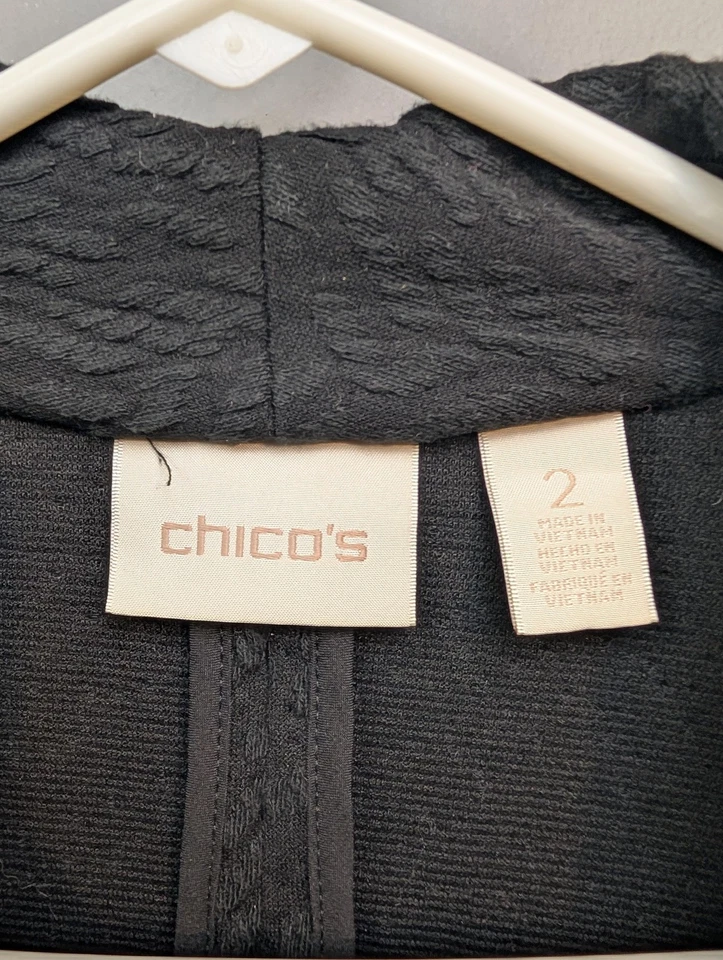 chico's
2
MADE IN
VIETNAM
HECHO EN
VIETNAM
FABRIQUÉ EN
VIETNAM